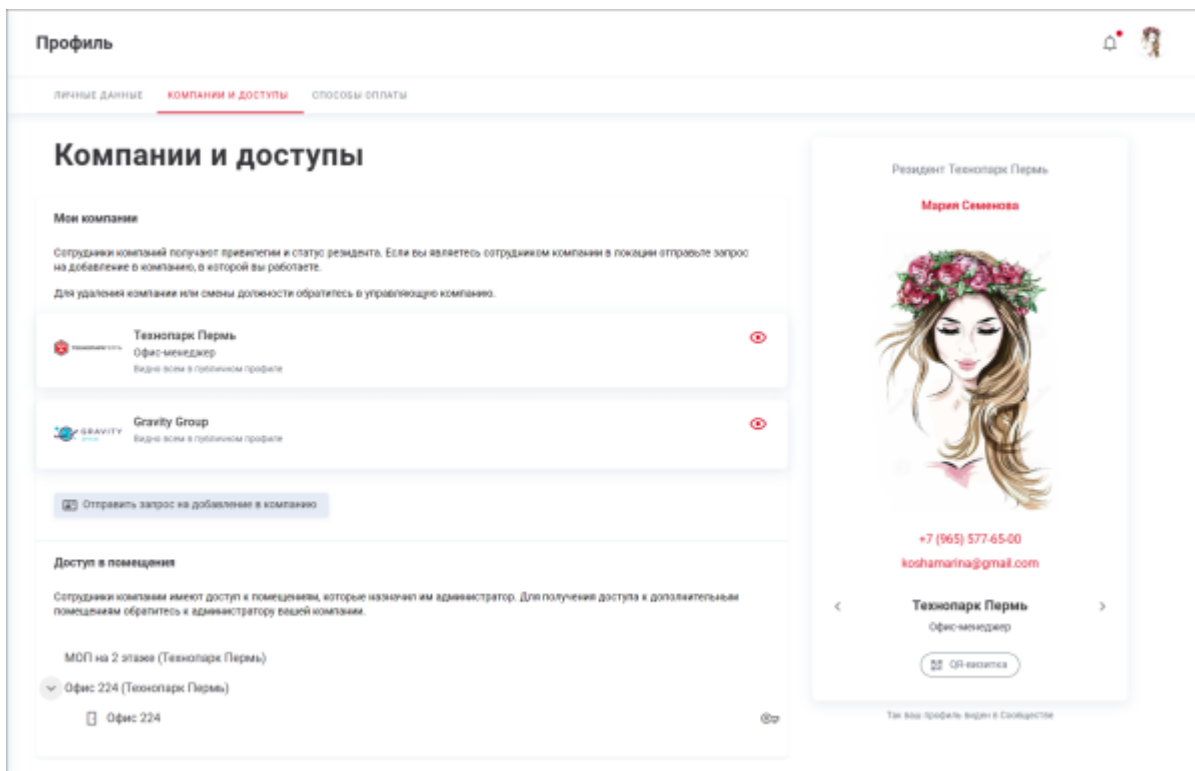 Профиль
ЛИЧНЫЕ ДАННЫЕ
КОМПАНИИ И ДОСТУПЫ
СПОСОБЫ ОПЛАТЫ
Компании и доступы
Мои компании
Сотрудники компаний получают привилегии и статус резидента. Если вы являетесь сотрудником компании в локации отправьте запрос
на добавление в компанию, в которой вы работаете.
Для удаления компании или смены должности обратитесь в управляющую компанию.
Технопарк Пермь
Офис-менеджер
Видно всем в публичном профиле
GRAVITY
Gravity Group
Видно всем в публичном профиле
Отправить запрос на добавление в компанию
Доступ в помещения
Сотрудники компании имеют доступ к помещениям, которые назначил им администратор. Для получения доступа к дополнительным
помещениям обратитесь к администратору вашей компании.
МОП на 2 этаже (Технопарк Пермь)
Офис 224 (Технопарк Пермь)
Офис 224
Резидент Технопарк Пермь
Мария Семенова
+7 (965) 577-65-00
koshamarina@gmail.com
Технопарк Пермь
Офис-менеджер
QR-визитка
Так ваш профиль виден в Сообществе